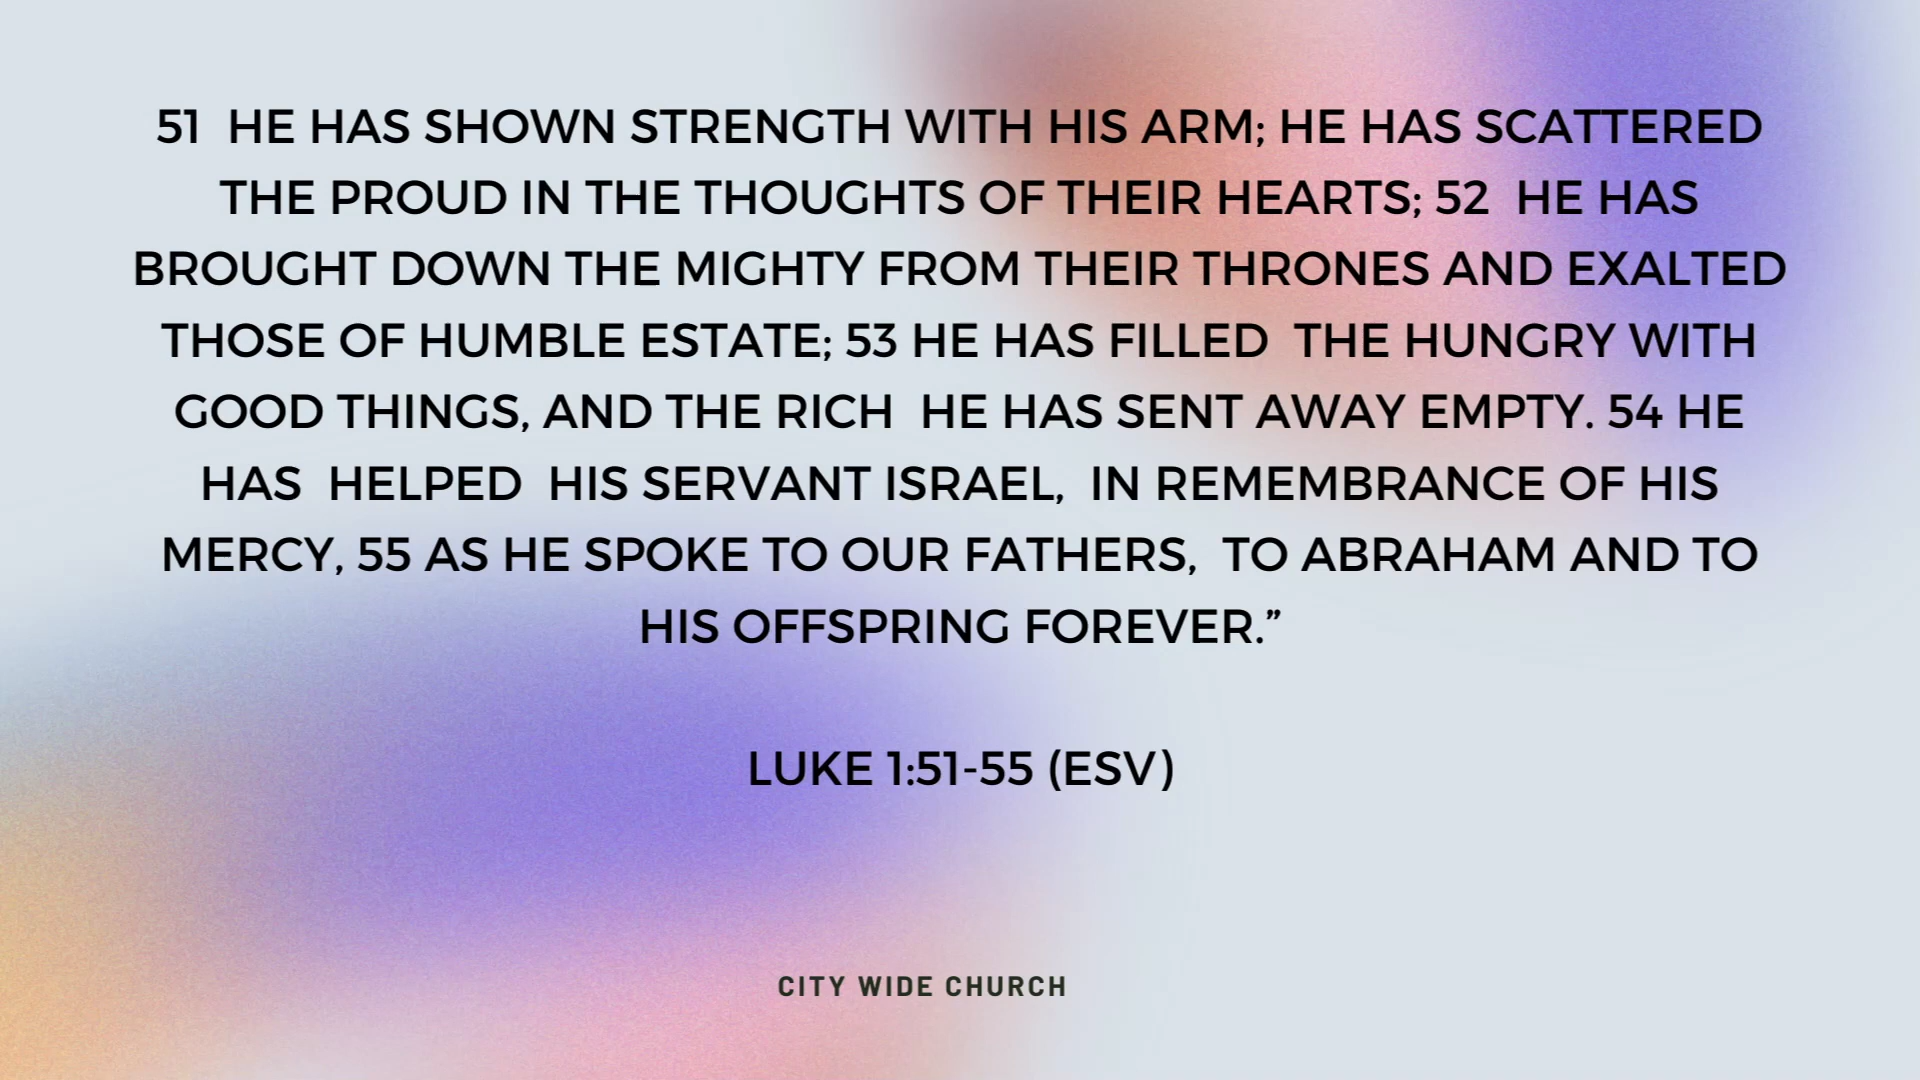 51 HE HAS SHOWN STRENGTH WITH HIS ARM; HE HAS SCATTERED
THE PROUD IN THE THOUGHTS OF THEIR HEARTS; 52 HE HAS
BROUGHT DOWN THE MIGHTY FROM THEIR THRONES AND EXALTED
THOSE OF HUMBLE ESTATE; 53 HE HAS FILLED THE HUNGRY WITH
GOOD THINGS, AND THE RICH HE HAS SENT AWAY EMPTY. 54 HE
HAS HELPED HIS SERVANT ISRAEL, IN REMEMBRANCE OF HIS
MERCY, 55 AS HE SPOKE TO OUR FATHERS, TO ABRAHAM AND TO
HIS OFFSPRING FOREVER.”
LUKE 1:51-55 (ESV)
CITY WIDE CHURCH